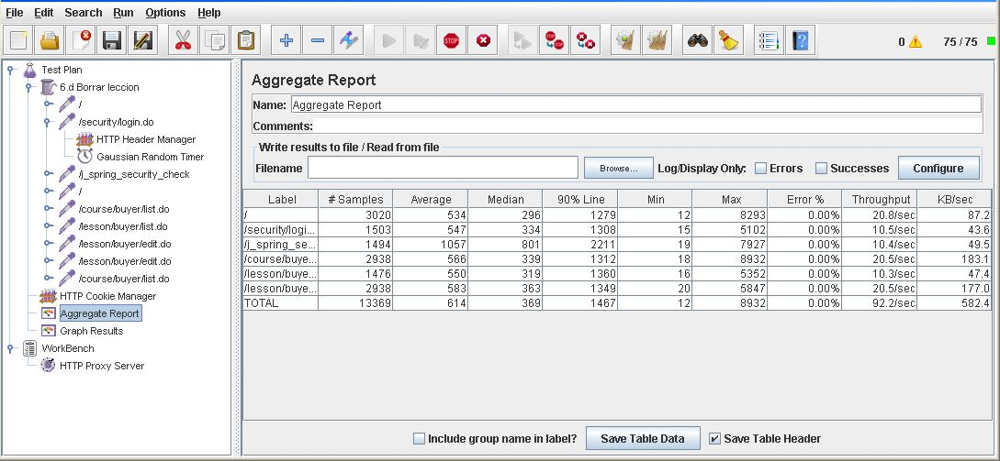 File Edit Search Run Options Help
STOP STOP 0 75 / 75
Test Plan
6.d Borrar leccion
/
/security/login.do
HTTP Header Manager
Gaussian Random Timer
/j_spring_security_check
/
/course/buyer/list.do
/lesson/buyer/list.do
/lesson/buyer/edit.do
/lesson/buyer/edit.do
/course/buyer/list.do
HTTP Cookie Manager
Aggregate Report
Graph Results
WorkBench
HTTP Proxy Server
Aggregate Report
Name: Aggregate Report
Comments:
Write results to file / Read from file
Filename Browse... Log/Display Only: Errors Successes Configure
Label # Samples Average Median 90% Line Min Max Error % Throughput KB/sec
/ 3020 534 296 1279 12 8293 0.00% 20.8/sec 87.2
/security/logi... 1503 547 334 1308 15 5102 0.00% 10.5/sec 43.6
/j_spring_se... 1494 1057 801 2211 19 7927 0.00% 10.4/sec 49.5
/course/buye... 2938 566 339 1312 18 8932 0.00% 20.5/sec 183.1
/lesson/buye... 1476 550 319 1360 16 5352 0.00% 10.3/sec 47.4
/lesson/buye... 2938 583 363 1349 20 5847 0.00% 20.5/sec 177.0
TOTAL 13369 614 369 1467 12 8932 0.00% 92.2/sec 582.4
Include group name in label? Save Table Data Save Table Header